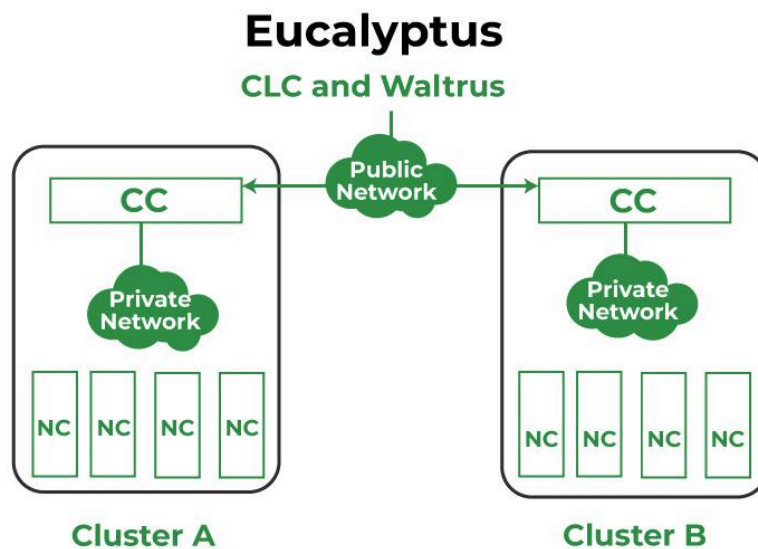 Eucalyptus
CLC and Waltrus
Public
Network
CC
CC
Private
Network
Private
Network
NC NC NC NC
NC NC NC NC
Cluster A
Cluster B